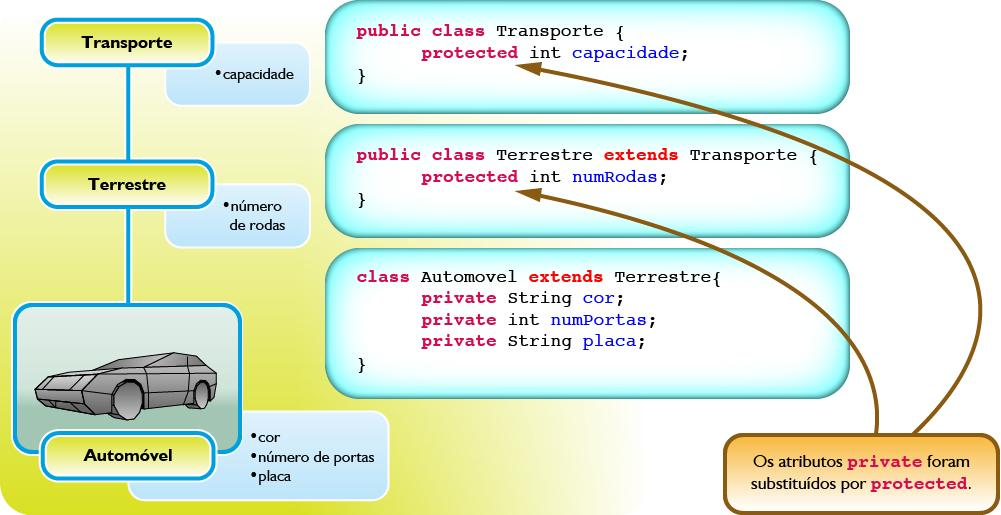 Transporte
•capacidade
Terrestre
•número
de rodas
Automóvel
•cor
•número de portas
•placa
public class Transporte {
protected int capacidade;
}
public class Terrestre extends Transporte {
protected int numRodas;
}
class Automovel extends Terrestre{
private String cor;
private int numPortas;
private String placa;
}
Os atributos private foram
substituídos por protected.